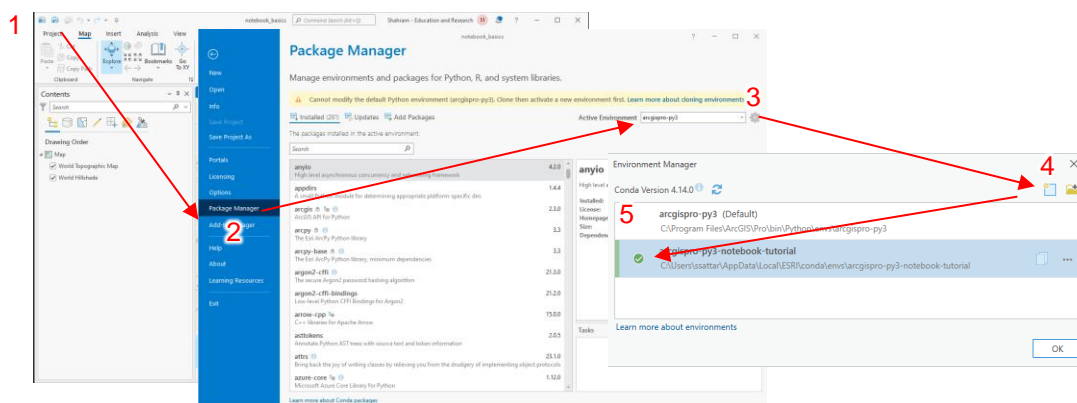 1
notebook_basics
Command Search (Alt+Q)
Shahram - Education and Research
SS
?
Project Map Insert Analysis View
Paste
Cut
Copy
Copy Path
Explore
Bookmarks
Go To XY
Clipboard
Navigate
Contents
Search
Drawing Order
Map
World Topographic Map
World Hillshade
New
Open
Info
Save Project
Save Project As
Portals
Licensing
Options
Package Manager
2
Help
About
Learning Resources
Exit
notebook_basics
?
Package Manager
Manage environments and packages for Python, R, and system libraries.
Cannot modify the default Python environment (arcgispro-py3). Clone then activate a new environment first. Learn more about cloning environments
3
Installed (281) Updates Add Packages
Active Environment arcgispro-py3
The packages installed in the active environment.
Search
anyio 4.2.0
High level asynchronous concurrency and networking framework
appdirs 1.4.4
A small Python module for determining appropriate platform-specific dirs
arcgis 2.3.0
ArcGIS API for Python
arcpy 3.3
The Esri ArcPy Python library
arcpy-base 3.3
The Esri ArcPy Python library, minimum dependencies
argon2-cffi 21.3.0
The secure Argon2 password hashing algorithm
argon2-cffi-bindings 21.2.0
Low-level Python CFFI Bindings for Argon2
arrow-cpp 15.0.0
C++ libraries for Apache Arrow
asttokens 2.0.5
Annotate Python AST trees with source text and token information
attrs 23.1.0
Bring back the joy of writing classes by relieving you from the drudgery of implementing object protocols
azure-core 1.12.0
Microsoft Azure Core Library for Python
Learn more about Conda packages
anyio
High level a
Installed:
License:
Homepage
Size:
Dependen
Tasks
Environment Manager
4
Conda Version 4.14.0
5
arcgispro-py3 (Default)
C:\Program Files\ArcGIS\Pro\bin\Python\envs\arcgispro-py3
arcgispro-py3-notebook-tutorial
C:\Users\ssattar\AppData\Local\ESRI\conda\envs\arcgispro-py3-notebook-tutorial
Learn more about environments
OK